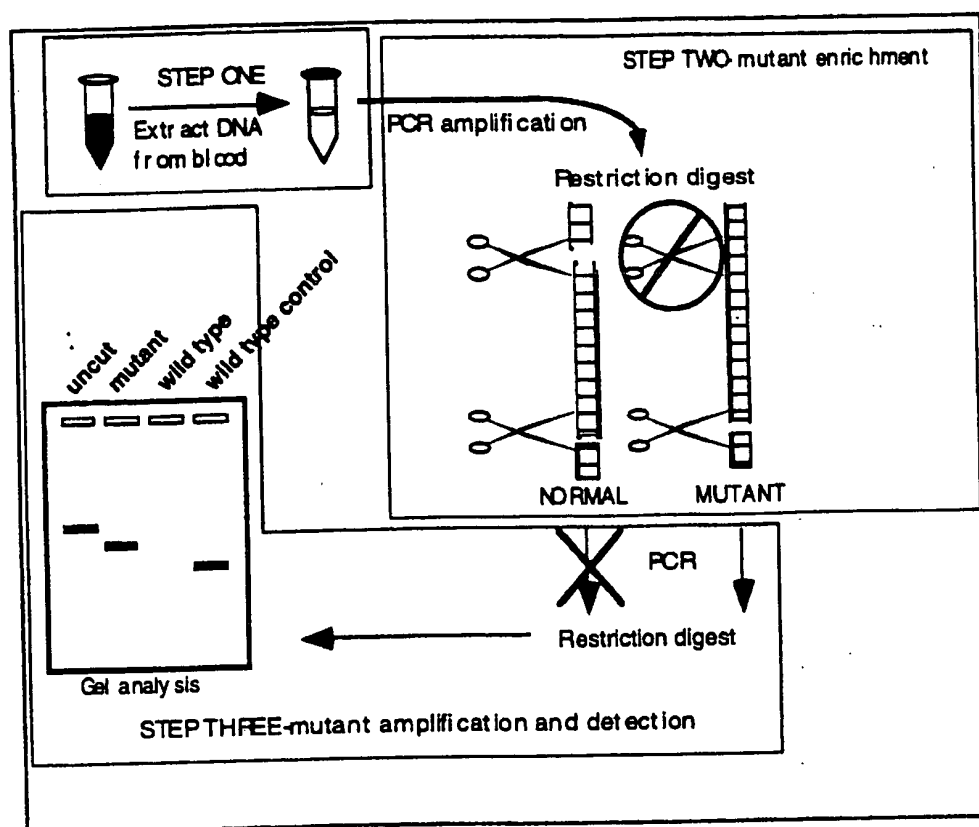 STEP ONE
Extract DNA
from blood
STEP TWO-mutant enrichment
PCR amplification
Restriction digest
NORMAL
MUTANT
uncut
mutant
wild type
wild type control
Gel analysis
PCR
Restriction digest
STEP THREE-mutant amplification and detection